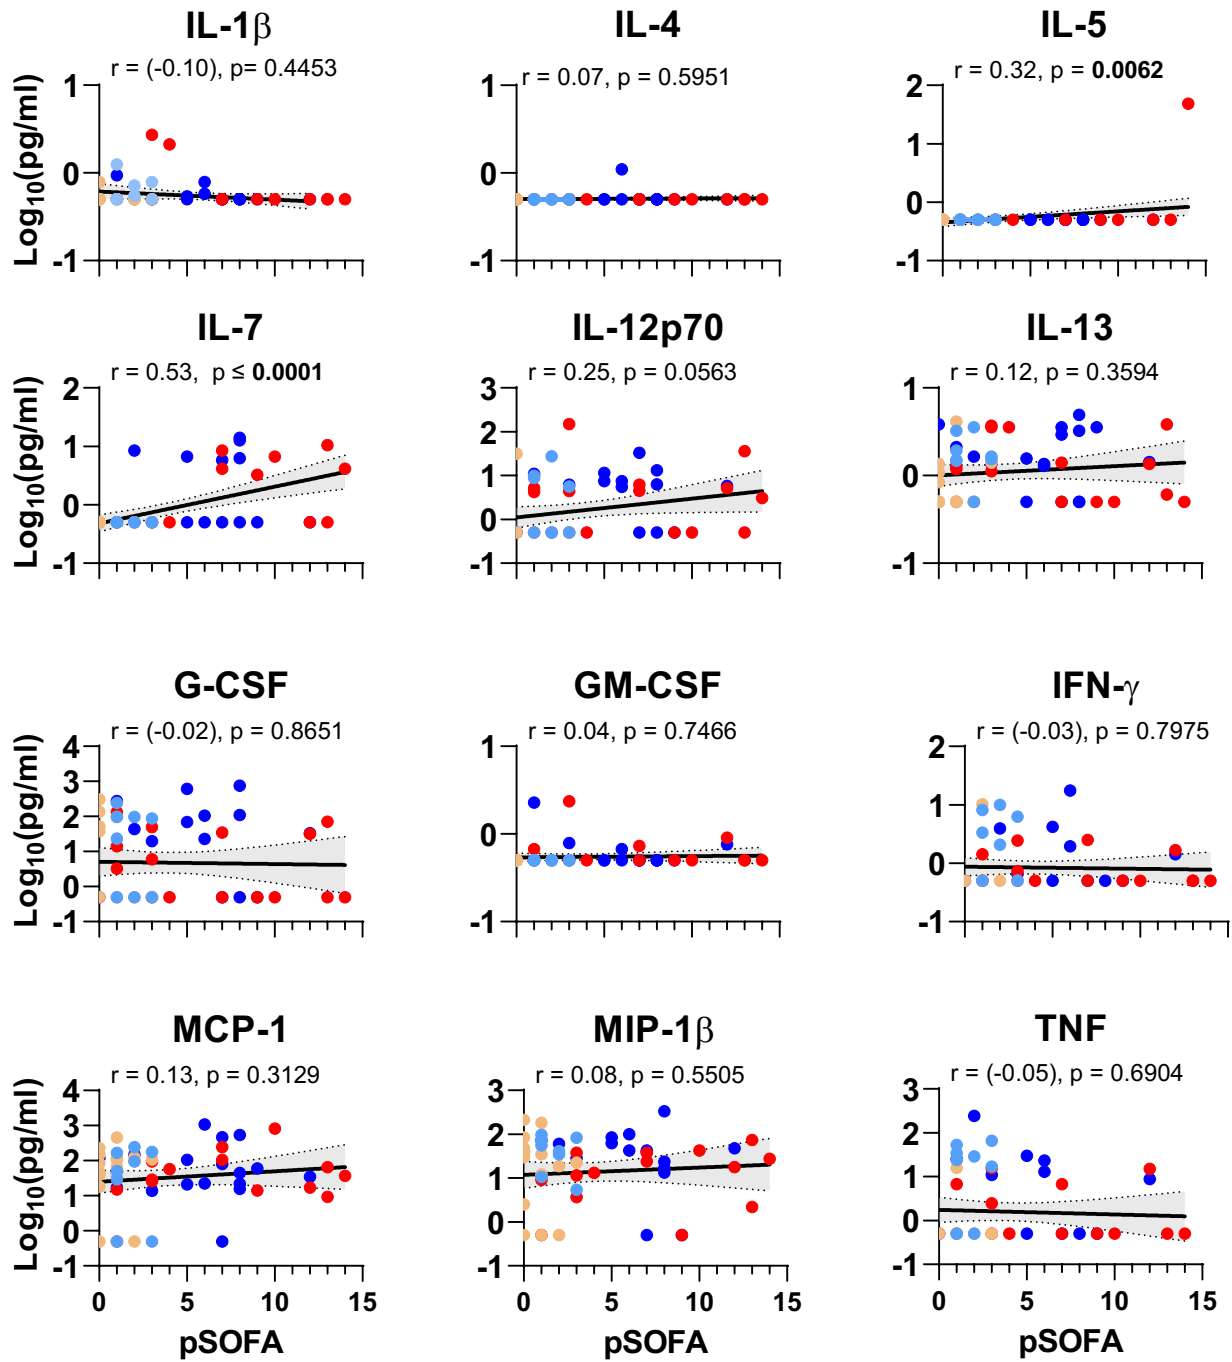 IL-1β
IL-4
IL-5
r = (-0.10), p= 0.4453
r = 0.07, p = 0.5951
r = 0.32, p = 0.0062
Log10(pg/ml)
1
0
-1
1
0
-1
2
1
0
-1
IL-7
IL-12p70
IL-13
r = 0.53, p ≤ 0.0001
r = 0.25, p = 0.0563
r = 0.12, p = 0.3594
Log10(pg/ml)
2
1
0
-1
3
2
1
0
-1
1
0
-1
G-CSF
GM-CSF
IFN-γ
r = (-0.02), p = 0.8651
r = 0.04, p = 0.7466
r = (-0.03), p = 0.7975
Log10(pg/ml)
4
3
2
1
0
-1
1
0
-1
2
1
0
-1
MCP-1
MIP-1β
TNF
r = 0.13, p = 0.3129
r = 0.08, p = 0.5505
r = (-0.05), p = 0.6904
Log10(pg/ml)
4
3
2
1
0
-1
3
2
1
0
-1
3
2
1
0
-1
0 5 10 15
0 5 10 15
0 5 10 15
pSOFA
pSOFA
pSOFA